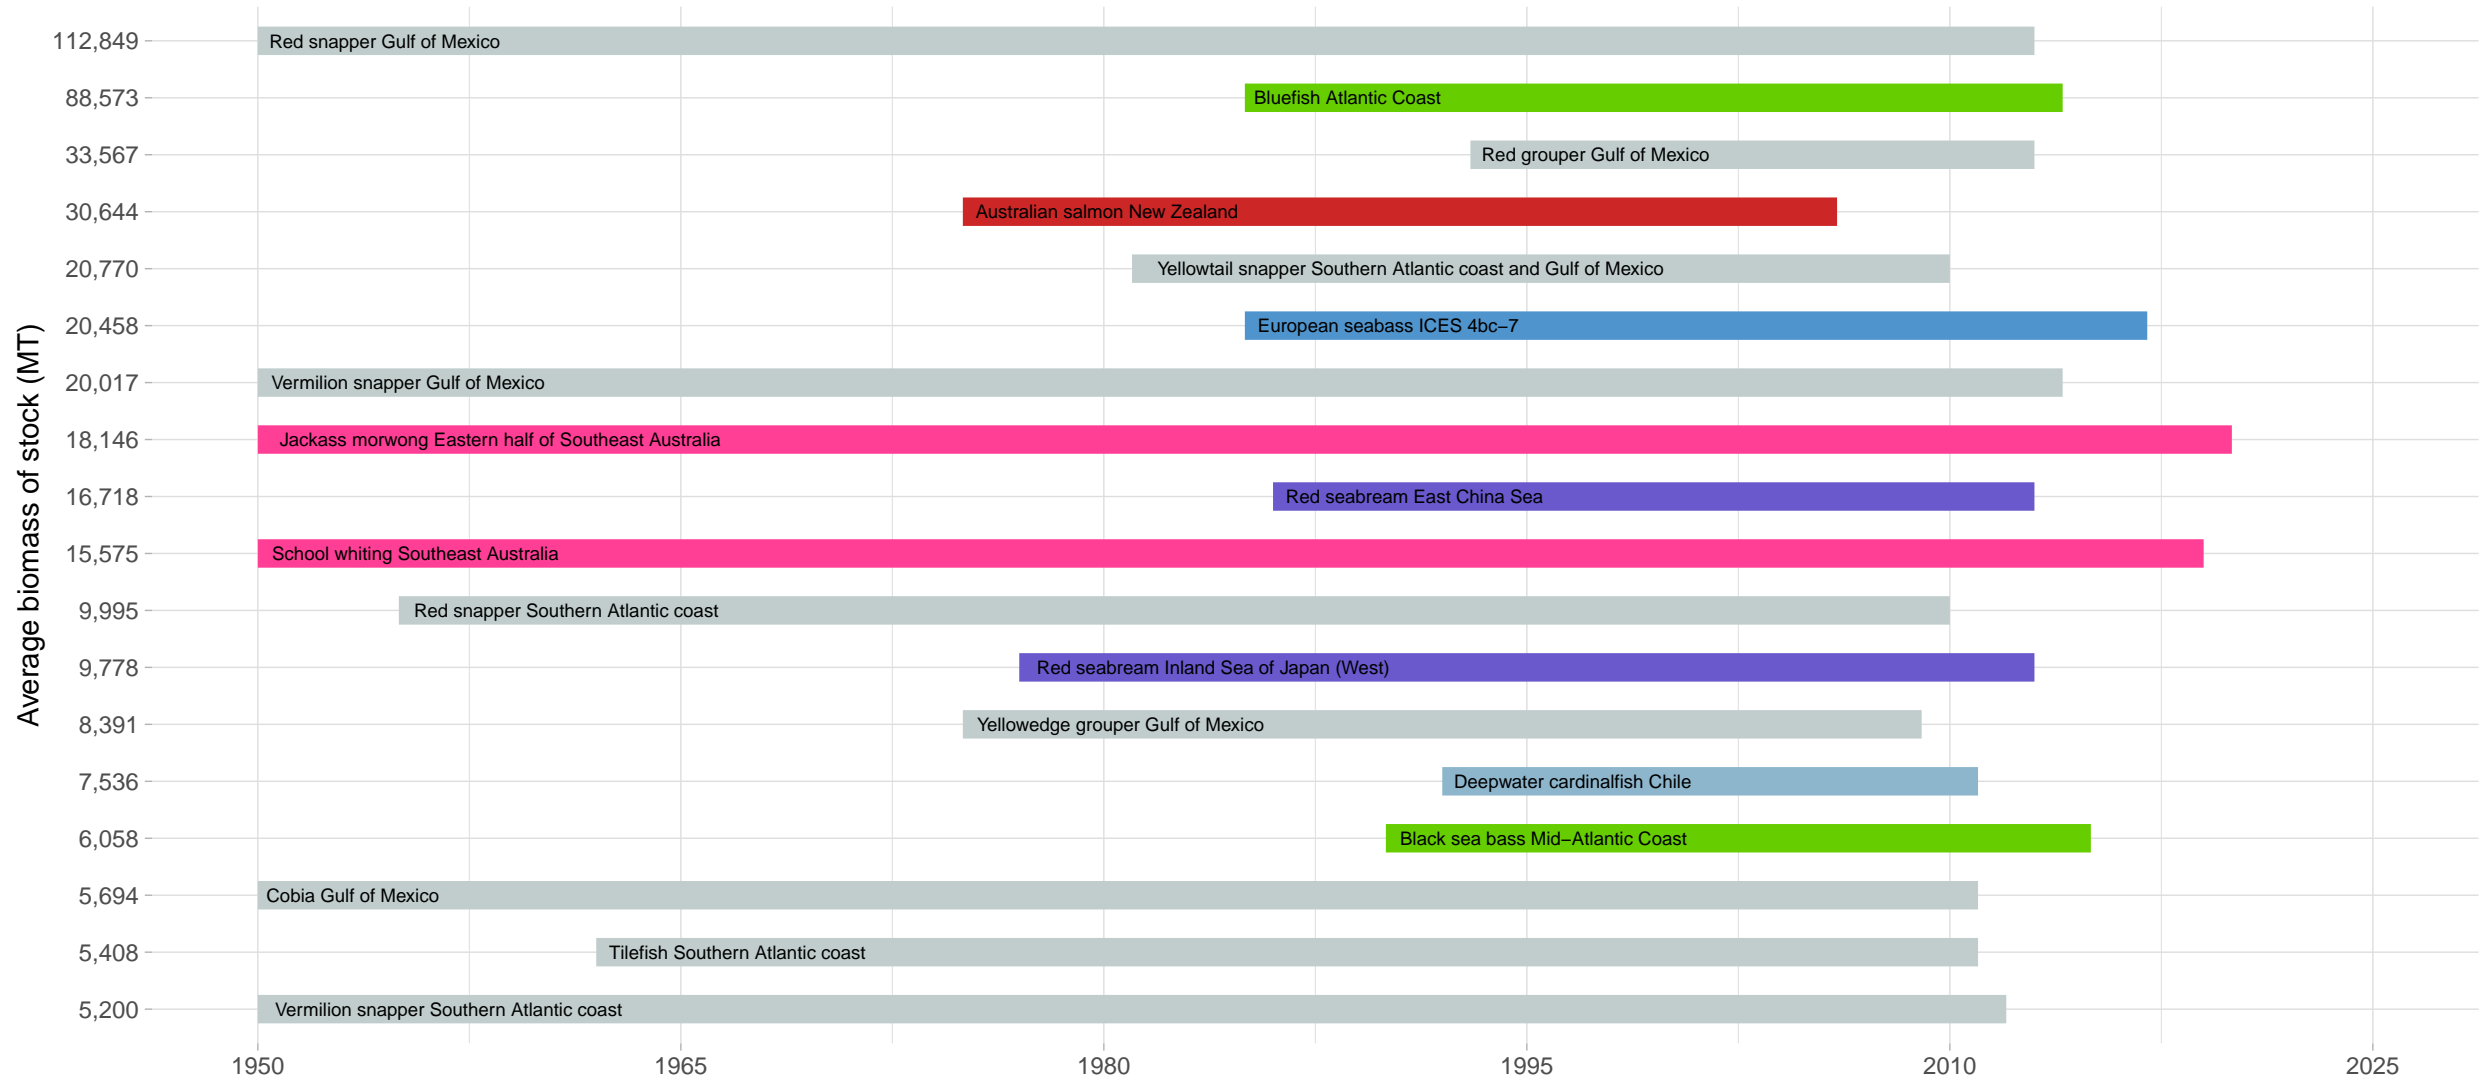 Average biomass of stock (MT)
112,849 Red snapper Gulf of Mexico
88,573 Bluefish Atlantic Coast
33,567 Red grouper Gulf of Mexico
30,644 Australian salmon New Zealand
20,770 Yellowtail snapper Southern Atlantic coast and Gulf of Mexico
20,458 European seabass ICES 4bc−7
20,017 Vermilion snapper Gulf of Mexico
18,146 Jackass morwong Eastern half of Southeast Australia
16,718 Red seabream East China Sea
15,575 School whiting Southeast Australia
9,995 Red snapper Southern Atlantic coast
9,778 Red seabream Inland Sea of Japan (West)
8,391 Yellowedge grouper Gulf of Mexico
7,536 Deepwater cardinalfish Chile
6,058 Black sea bass Mid−Atlantic Coast
5,694 Cobia Gulf of Mexico
5,408 Tilefish Southern Atlantic coast
5,200 Vermilion snapper Southern Atlantic coast
1950 1965 1980 1995 2010 2025